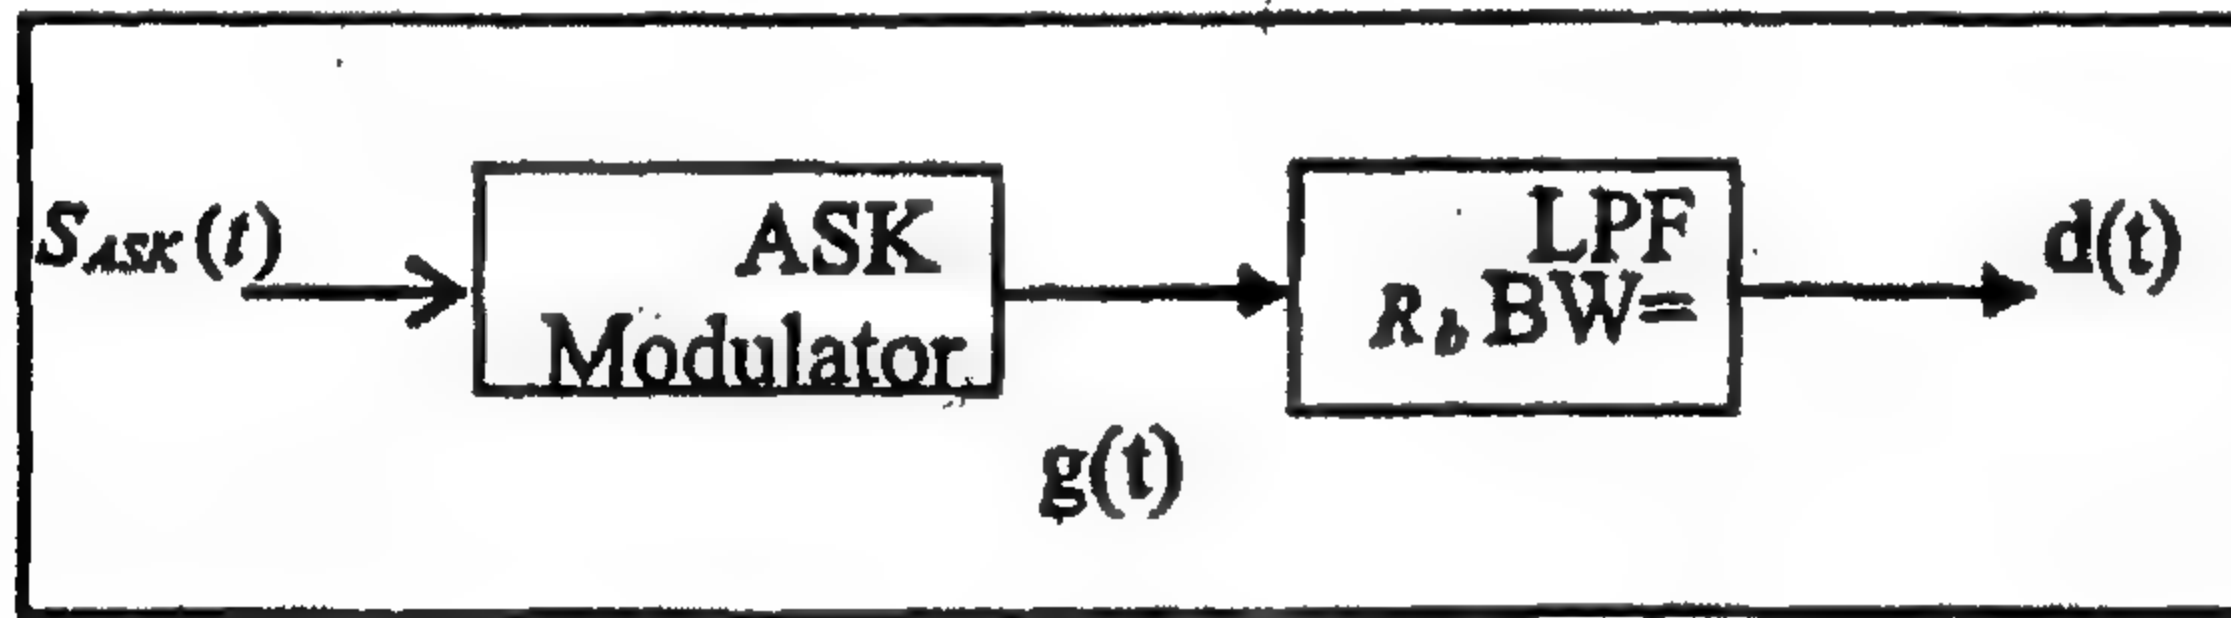 S_ASK(t)
ASK
Modulator
g(t)
LPF
R_b BW=
d(t)